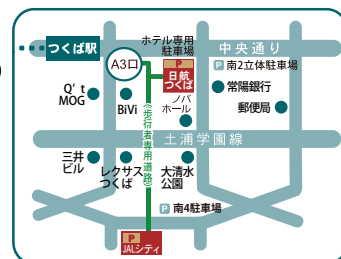 ホテル専用
駐車場
中央通り
つくば駅
A3口
P
日航
つくば
P 南2立体駐車場
Q't
MOG
BiVi
ノバ
ホール
常陽銀行
郵便局
(歩行者専用道路)
土浦学園線
三井
ビル
レクサス
つくば
大清水
公園
P 南4駐車場
P
JALシティ